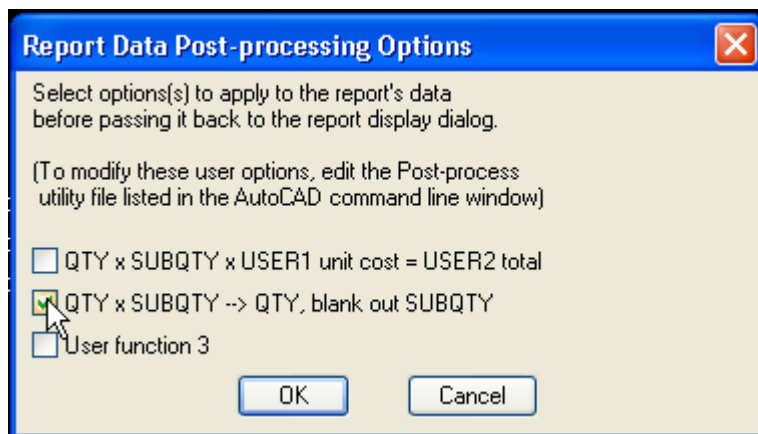 Report Data Post-processing Options
Select options(s) to apply to the report's data
before passing it back to the report display dialog.
(To modify these user options, edit the Post-process
utility file listed in the AutoCAD command line window)
QTY x SUBQTY x USER1 unit cost = USER2 total
QTY x SUBQTY --> QTY, blank out SUBQTY
User function 3
OK Cancel